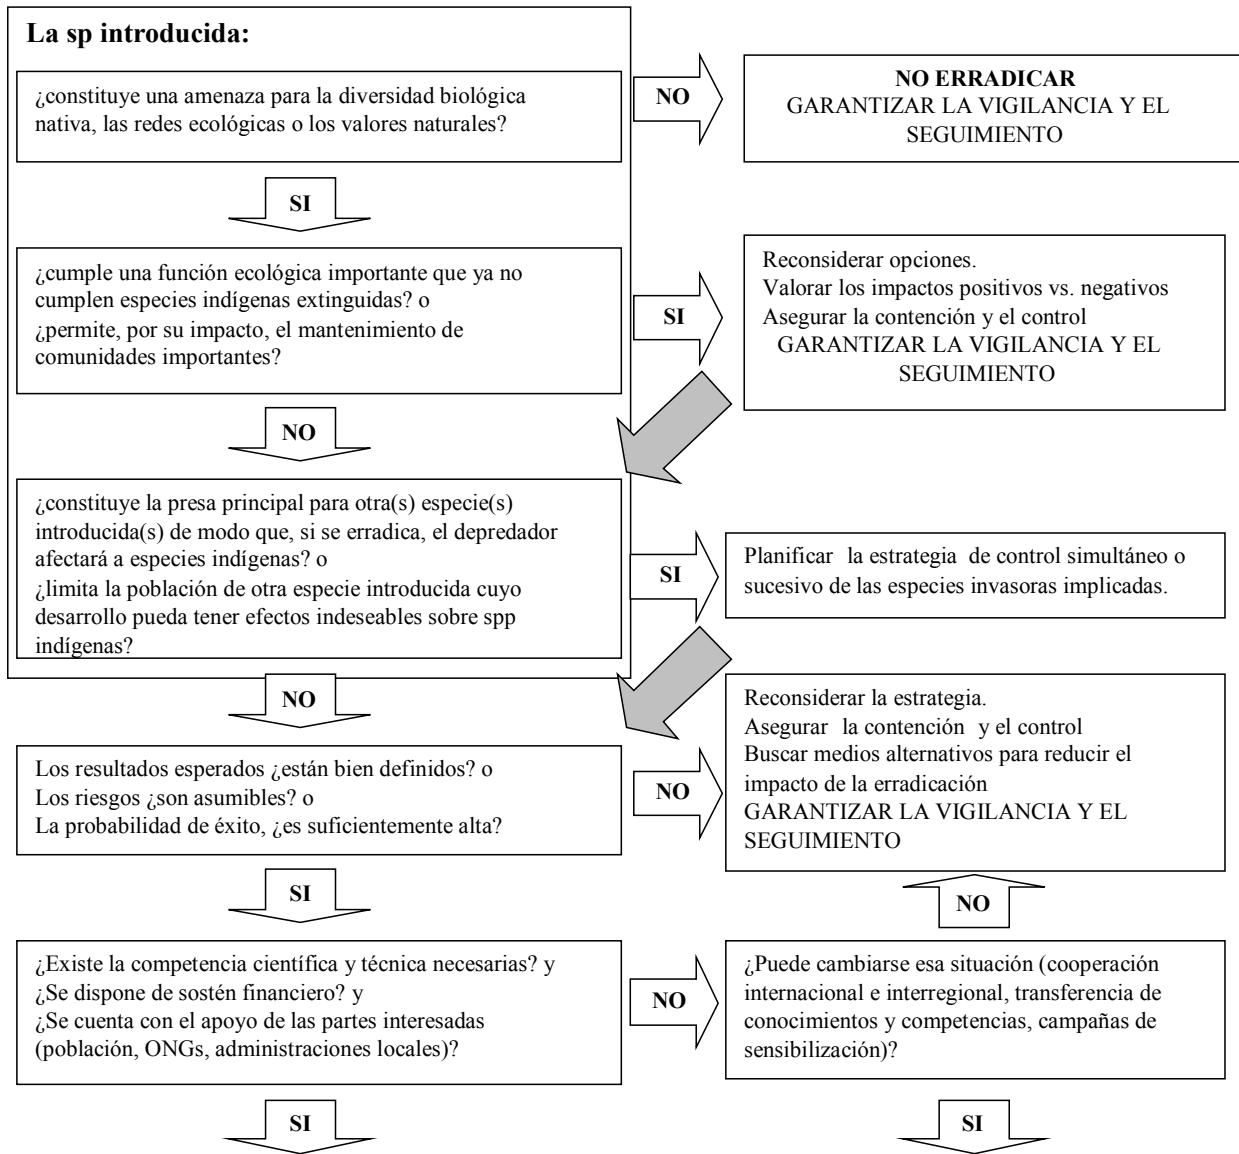 La sp introducida:
¿constituye una amenaza para la diversidad biológica
nativa, las redes ecológicas o los valores naturales?
NO
NO ERRADICAR
GARANTIZAR LA VIGILANCIA Y EL
SEGUIMIENTO
SI
¿cumple una función ecológica importante que ya no
cumplen especies indígenas extinguidas? o
¿permite, por su impacto, el mantenimiento de
comunidades importantes?
SI
Reconsiderar opciones.
Valorar los impactos positivos vs. negativos
Asegurar la contención y el control
GARANTIZAR LA VIGILANCIA Y EL
SEGUIMIENTO
NO
¿constituye la presa principal para otra(s) especie(s)
introducida(s) de modo que, si se erradica, el depredador
afectará a especies indígenas? o
¿limita la población de otra especie introducida cuyo
desarrollo pueda tener efectos indeseables sobre spp
indígenas?
SI
Planificar la estrategia de control simultáneo o
sucesivo de las especies invasoras implicadas.
NO
Los resultados esperados ¿están bien definidos? o
Los riesgos ¿son asumibles? o
La probabilidad de éxito, ¿es suficientemente alta?
NO
Reconsiderar la estrategia.
Asegurar la contención y el control
Buscar medios alternativos para reducir el
impacto de la erradicación
GARANTIZAR LA VIGILANCIA Y EL
SEGUIMIENTO
SI
NO
¿Existe la competencia científica y técnica necesarias? y
¿Se dispone de sostén financiero? y
¿Se cuenta con el apoyo de las partes interesadas
(población, ONGs, administraciones locales)?
NO
¿Puede cambiarse esa situación (cooperación
internacional e interregional, transferencia de
conocimientos y competencias, campañas de
sensibilización)?
SI
SI